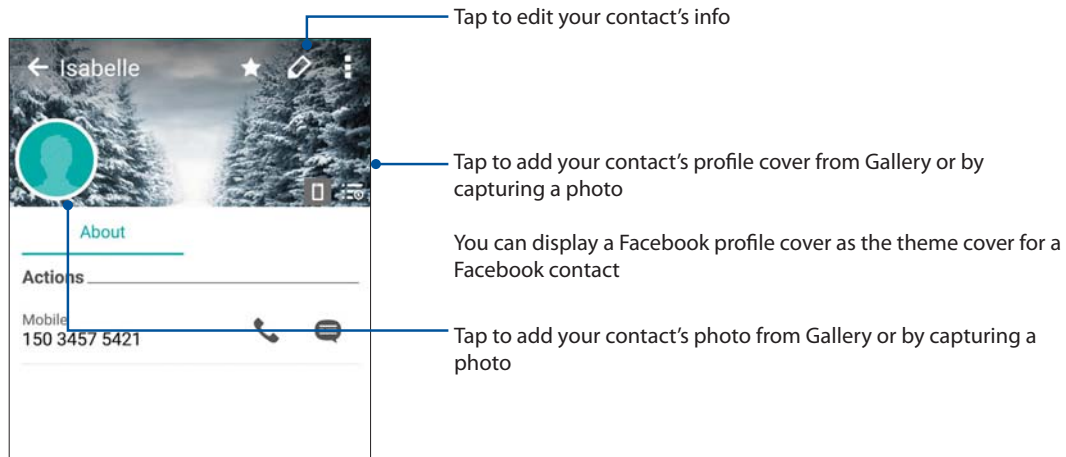 Tap to edit your contact's info
Isabelle
Tap to add your contact's profile cover from Gallery or by
capturing a photo
You can display a Facebook profile cover as the theme cover for a
Facebook contact
About
Actions
Mobile
150 3457 5421
Tap to add your contact's photo from Gallery or by capturing a
photo